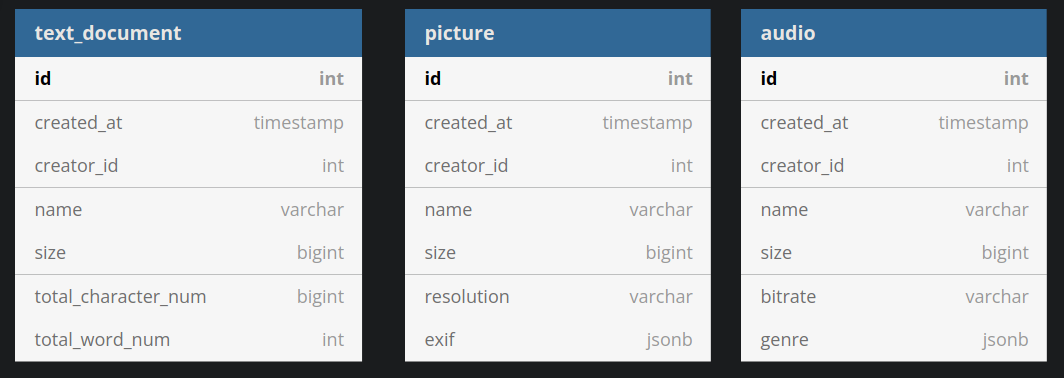 text_document
id int
created_at timestamp
creator_id int
name varchar
size bigint
total_character_num bigint
total_word_num int
picture
id int
created_at timestamp
creator_id int
name varchar
size bigint
resolution varchar
exif jsonb
audio
id int
created_at timestamp
creator_id int
name varchar
size bigint
bitrate varchar
genre jsonb